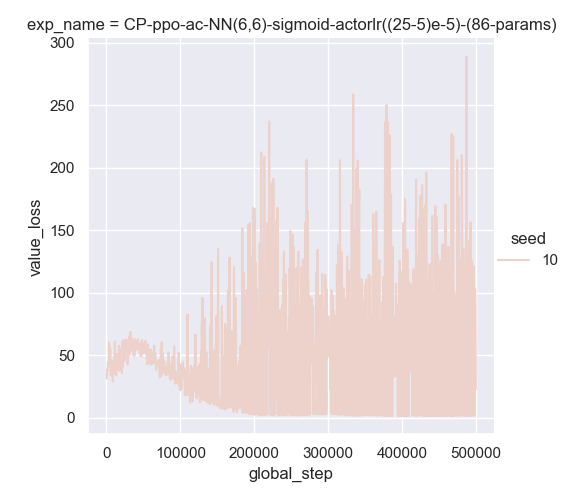 exp_name = CP-ppo-ac-NN(6,6)-sigmoid-actorlr((25-5)e-5)-(86-params)
300
250
200
150
100
50
0
value_loss
seed
10
0 100000 200000 300000 400000 500000
global_step